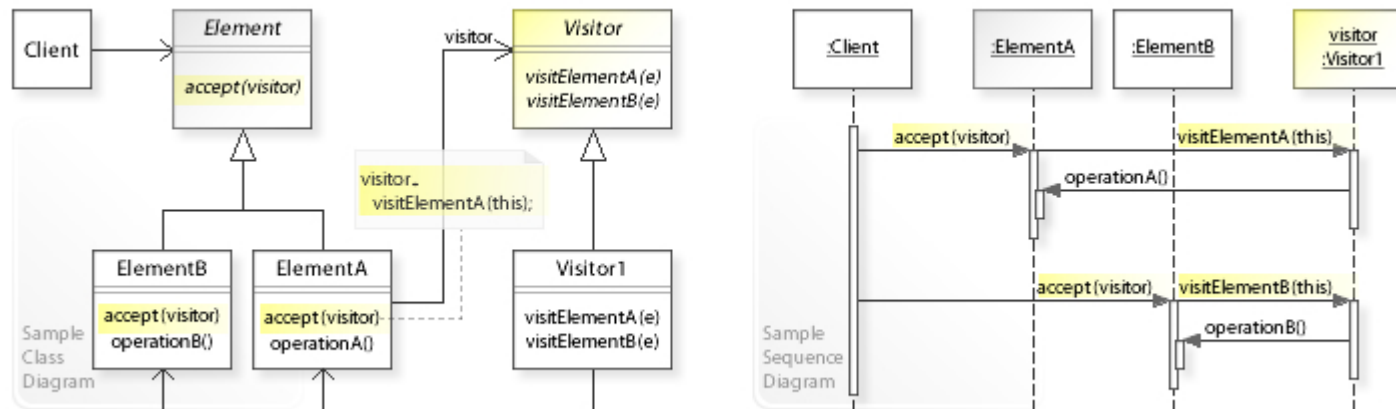 Client
Element
accept(visitor)
visitor
Visitor
visitElementA(e)
visitElementB(e)
visitor.
visitElementA(this);
ElementB
accept(visitor)
operationB()
ElementA
accept(visitor)
operationA()
Visitor1
visitElementA(e)
visitElementB(e)
Sample
Class
Diagram
:Client
:ElementA
:ElementB
visitor
:Visitor1
accept(visitor)
visitElementA(this)
operationA()
accept(visitor)
visitElementB(this)
operationB()
Sample
Sequence
Diagram